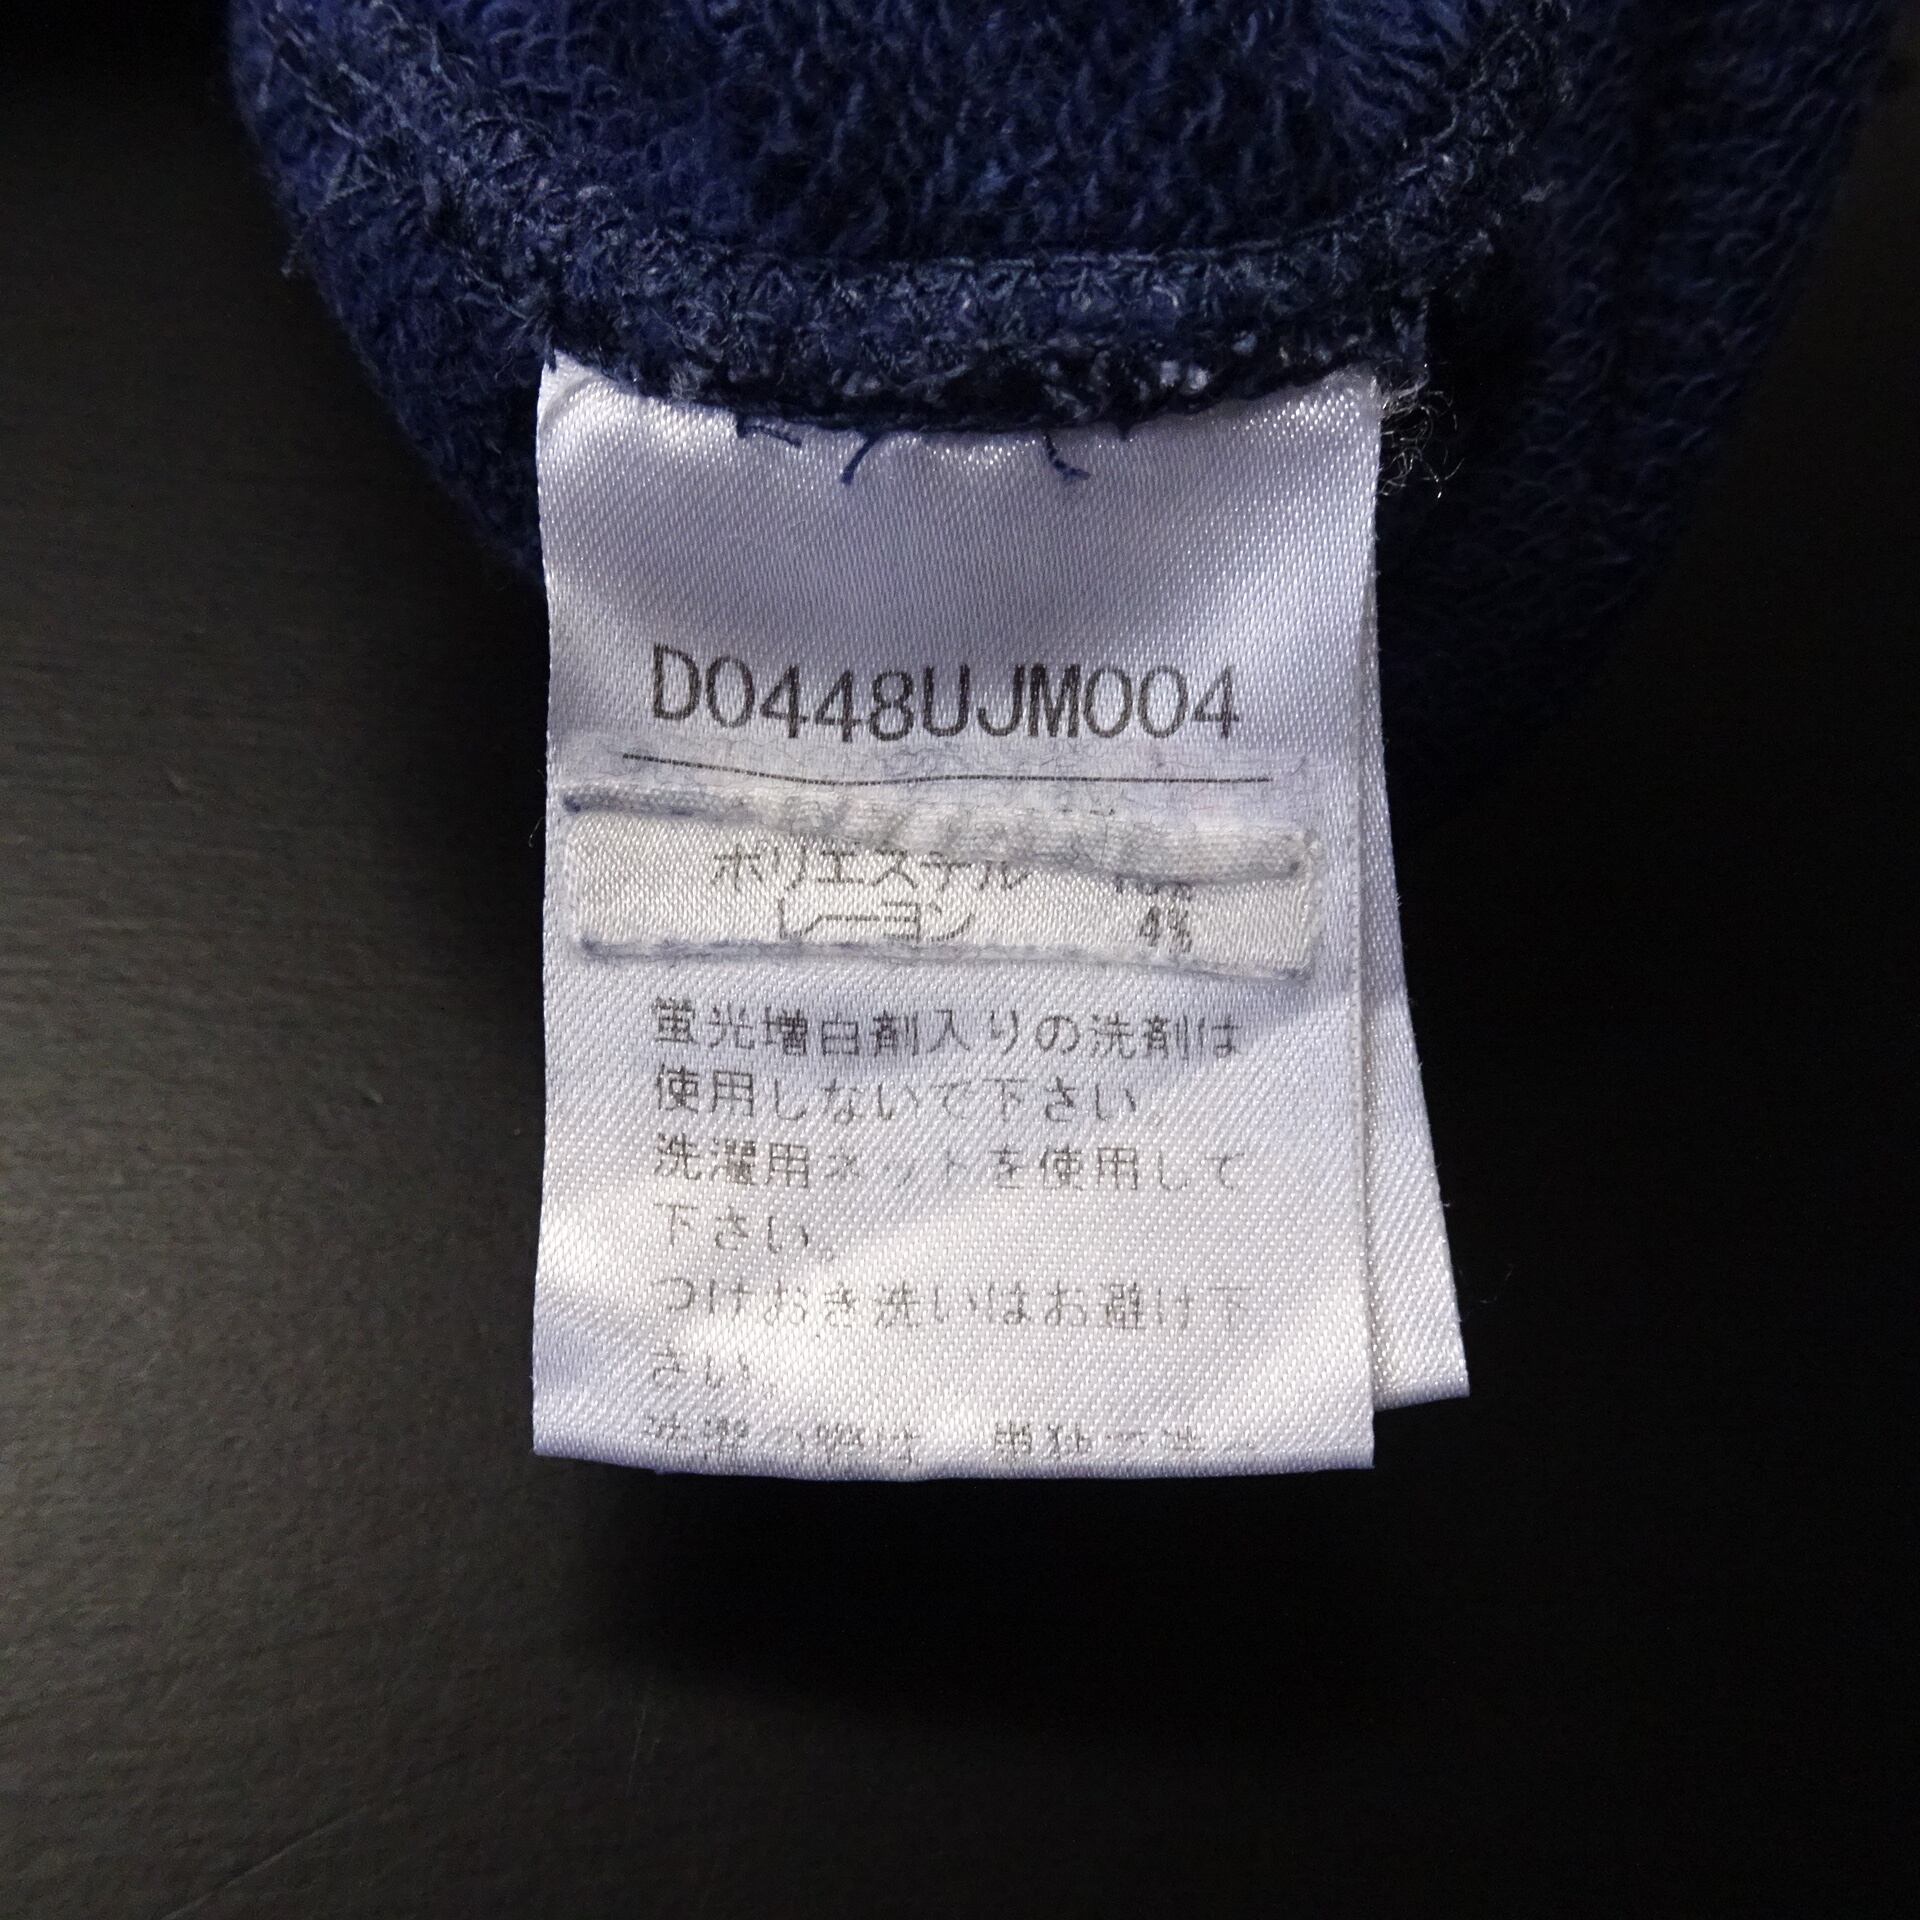 D0448UJM004
ポリエステル
レーヨン 4%
蛍光増白剤入りの洗剤は
使用しないで下さい。
洗濯用ネットを使用して
下さい。
つけおき洗いはお避け下
さい。